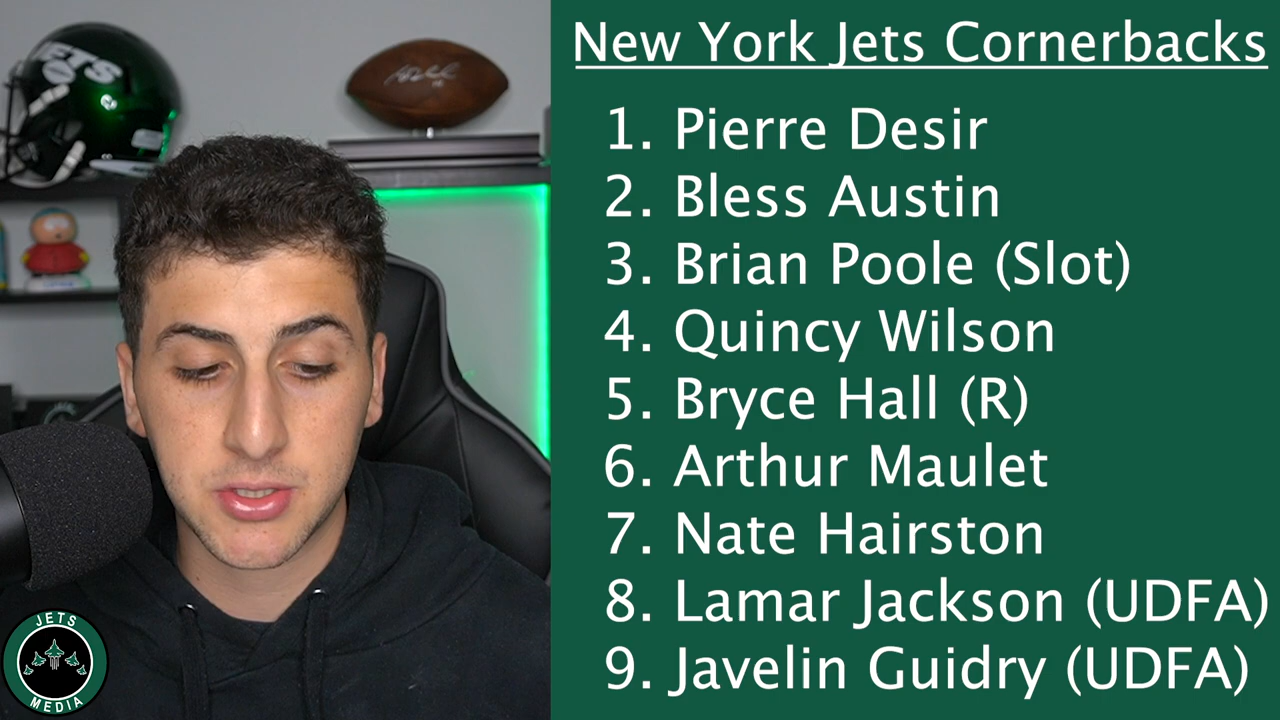 New York Jets Cornerbacks
1. Pierre Desir
2. Bless Austin
3. Brian Poole (Slot)
4. Quincy Wilson
5. Bryce Hall (R)
6. Arthur Maulet
7. Nate Hairston
8. Lamar Jackson (UDFA)
9. Javelin Guidry (UDFA)
JETS
JETS
MEDIA